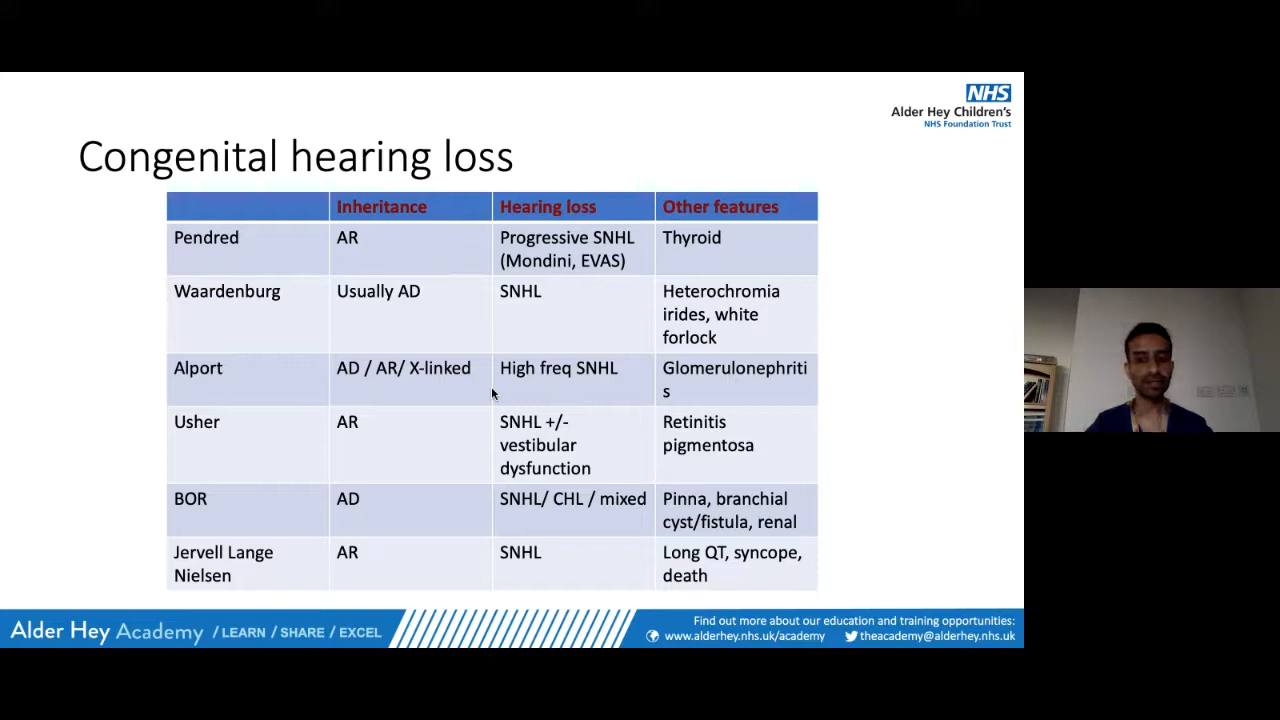 NHS
Alder Hey Children's
NHS Foundation Trust
Congenital hearing loss
Inheritance
Hearing loss
Other features
Pendred
AR
Progressive SNHL
(Mondini, EVAS)
Thyroid
Waardenburg
Usually AD
SNHL
Heterochromia
irides, white
forlock
Alport
AD / AR/ X-linked
High freq SNHL
Glomerulonephriti
s
Usher
AR
SNHL +/-
vestibular
dysfunction
Retinitis
pigmentosa
BOR
AD
SNHL/ CHL / mixed
Pinna, branchial
cyst/fistula, renal
Jervell Lange
Nielsen
AR
SNHL
Long QT, syncope,
death
Alder Hey Academy / LEARN / SHARE / EXCEL
Find out more about our education and training opportunities:
www.alderhey.nhs.uk/academy theacademy@alderhey.nhs.uk